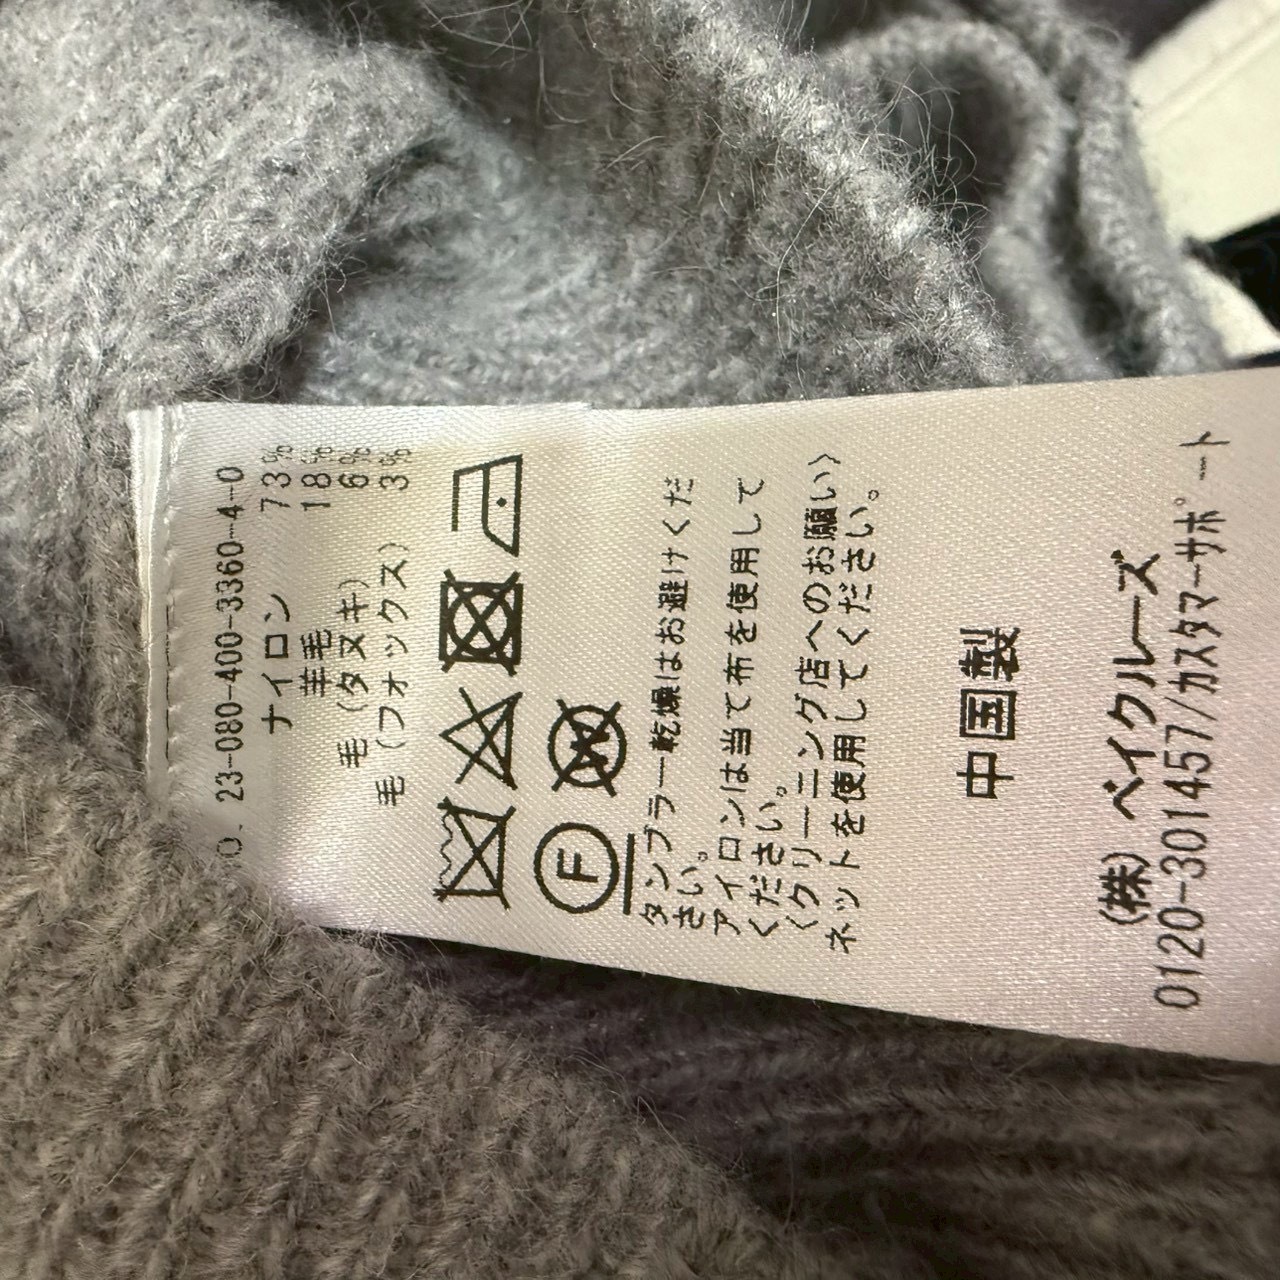 O. 23-080-400-3360-4-0
ナイロン 73%
羊毛 18%
毛(タヌキ) 6%
毛(フォックス) 3%
F W
タンブラー乾燥はお避けくだ
さい。
アイロンは当て布を使用して
ください。
〈クリーニング店へのお願い〉
ネットを使用してください。
中国製
(株)ベイクルーズ
0120-301457/カスタマーサポート